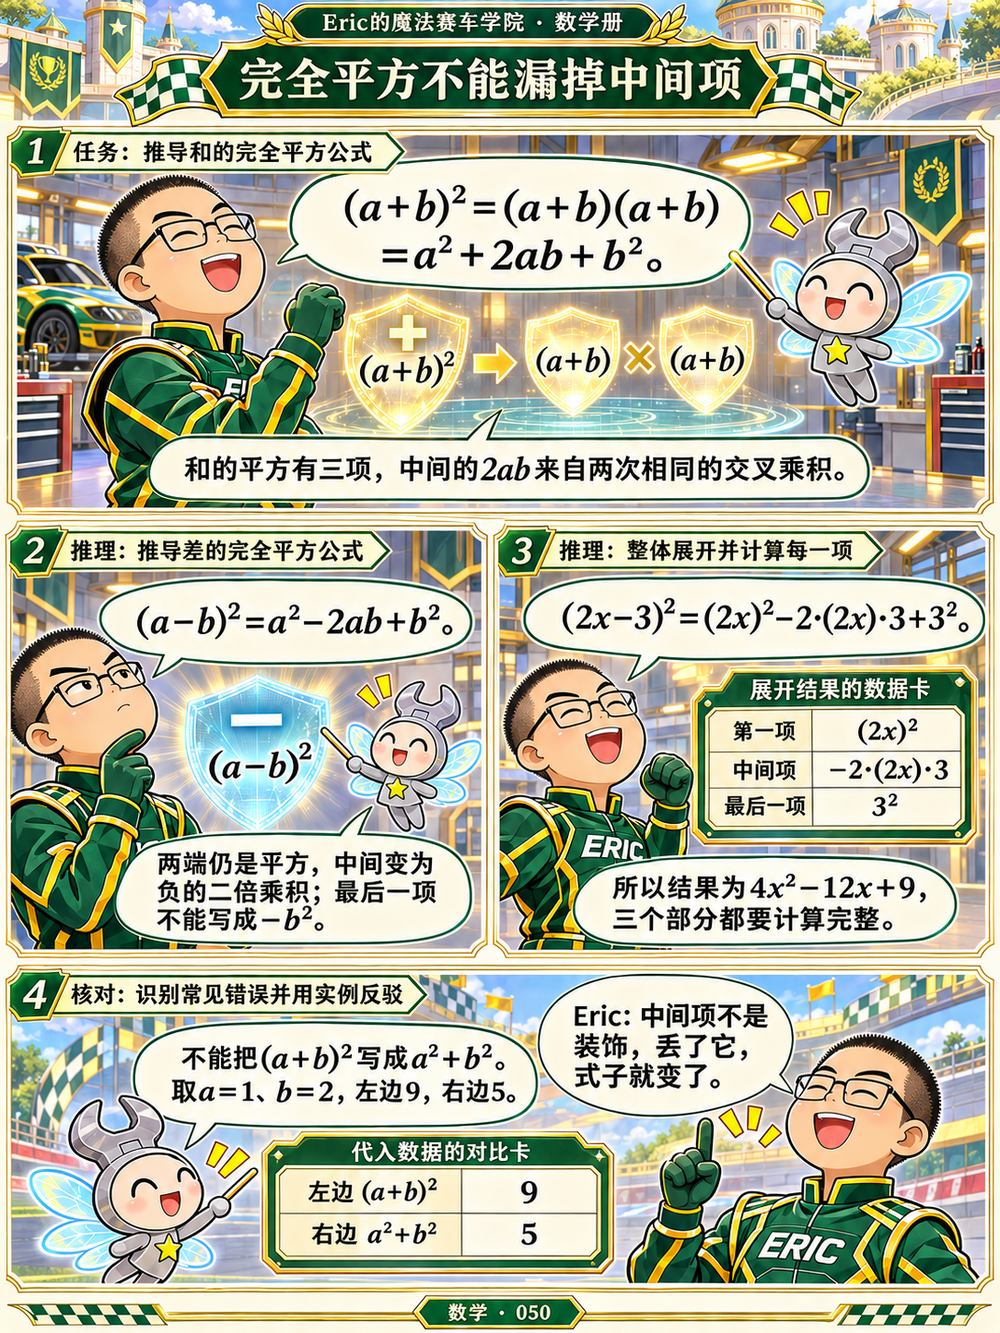 Eric的魔法赛车学院 · 数学册
完全平方不能漏掉中间项
1 任务：推导和的完全平方公式
(a+b)²=(a+b)(a+b)
=a²+2ab+b²。
+
(a+b)² → (a+b) × (a+b)
EI
和的平方有三项，中间的2ab来自两次相同的交叉乘积。
2 推理：推导差的完全平方公式
(a−b)²=a²−2ab+b²。
−
(a−b)²
两端仍是平方，中间变为
负的二倍乘积；最后一项
不能写成−b²。
3 推理：整体展开并计算每一项
(2x−3)²=(2x)²−2·(2x)·3+3²。
展开结果的数据卡
第一项 (2x)²
中间项 −2·(2x)·3
最后一项 3²
ERIC
所以结果为4x²−12x+9，
三个部分都要计算完整。
4 核对：识别常见错误并用实例反驳
不能把(a+b)²写成a²+b²。
取a=1、b=2，左边9，右边5。
Eric: 中间项不是
装饰，丢了它，
式子就变了。
代入数据的对比卡
左边 (a+b)² 9
右边 a²+b² 5
ERIC
数学 · 050